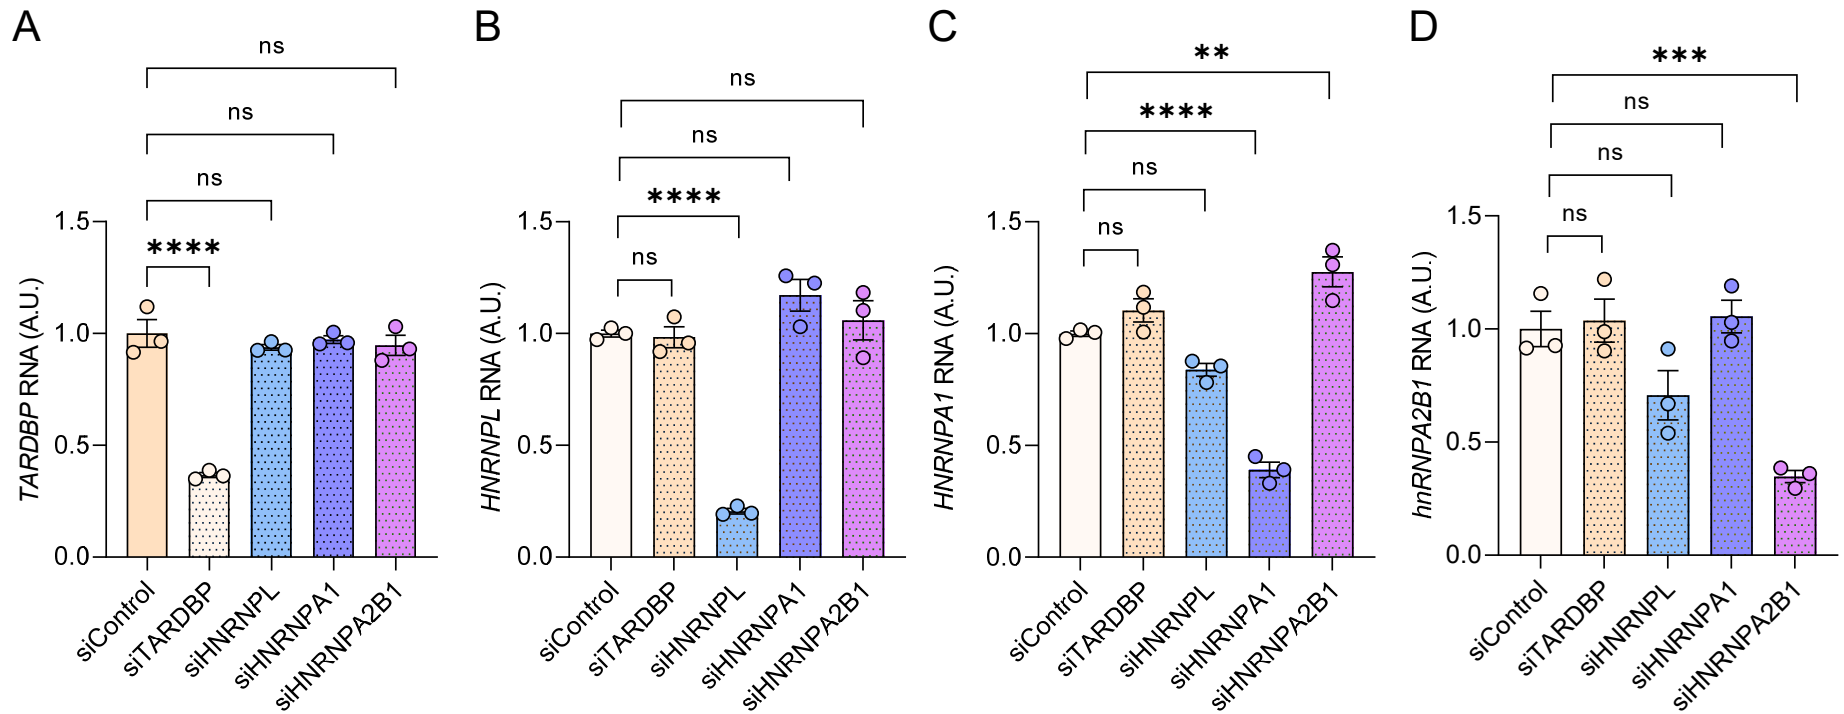 A
B
C
D
ns
ns
ns
****
1.5
1.0
0.5
0.0
TARDBP RNA (A.U.)
siControl
siTARDBP
siHNRNPL
siHNRNPA1
siHNRNPA2B1
ns
ns
****
ns
1.5
1.0
0.5
0.0
HNRNPL RNA (A.U.)
siControl
siTARDBP
siHNRNPL
siHNRNPA1
siHNRNPA2B1
**
****
ns
ns
1.5
1.0
0.5
0.0
HNRNPA1 RNA (A.U.)
siControl
siTARDBP
siHNRNPL
siHNRNPA1
siHNRNPA2B1
***
ns
ns
ns
1.5
1.0
0.5
0.0
hnRNPA2B1 RNA (A.U.)
siControl
siTARDBP
siHNRNPL
siHNRNPA1
siHNRNPA2B1